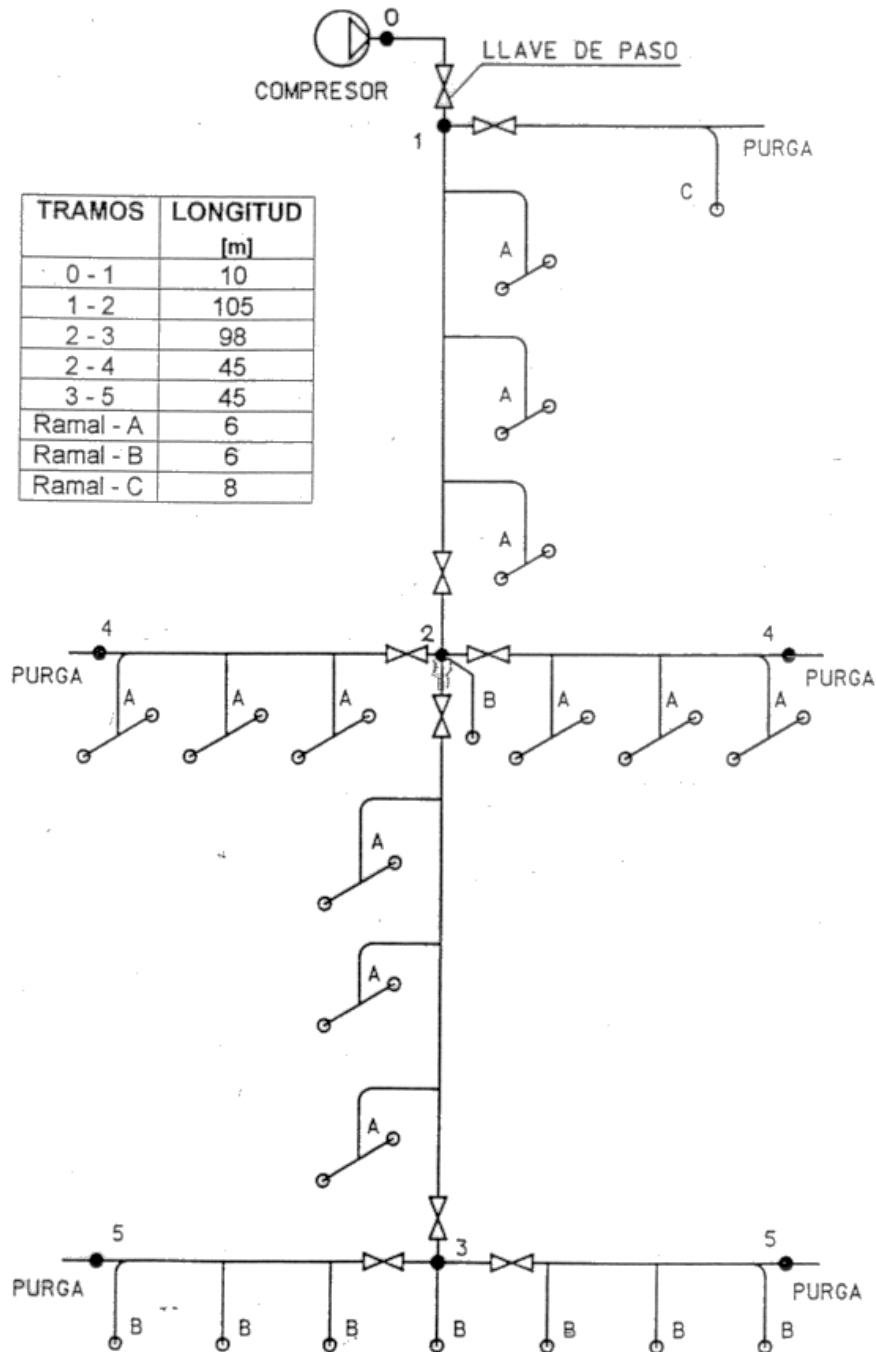 O
LLAVE DE PASO
COMPRESOR
1
PURGA
C
TRAMOS LONGITUD
[m]
0 - 1 10
1 - 2 105
2 - 3 98
2 - 4 45
3 - 5 45
Ramal - A 6
Ramal - B 6
Ramal - C 8
A
A
A
4 2 4
PURGA PURGA
A A A B A A A
A
A
A
5 3 5
PURGA PURGA
B B B B B B B